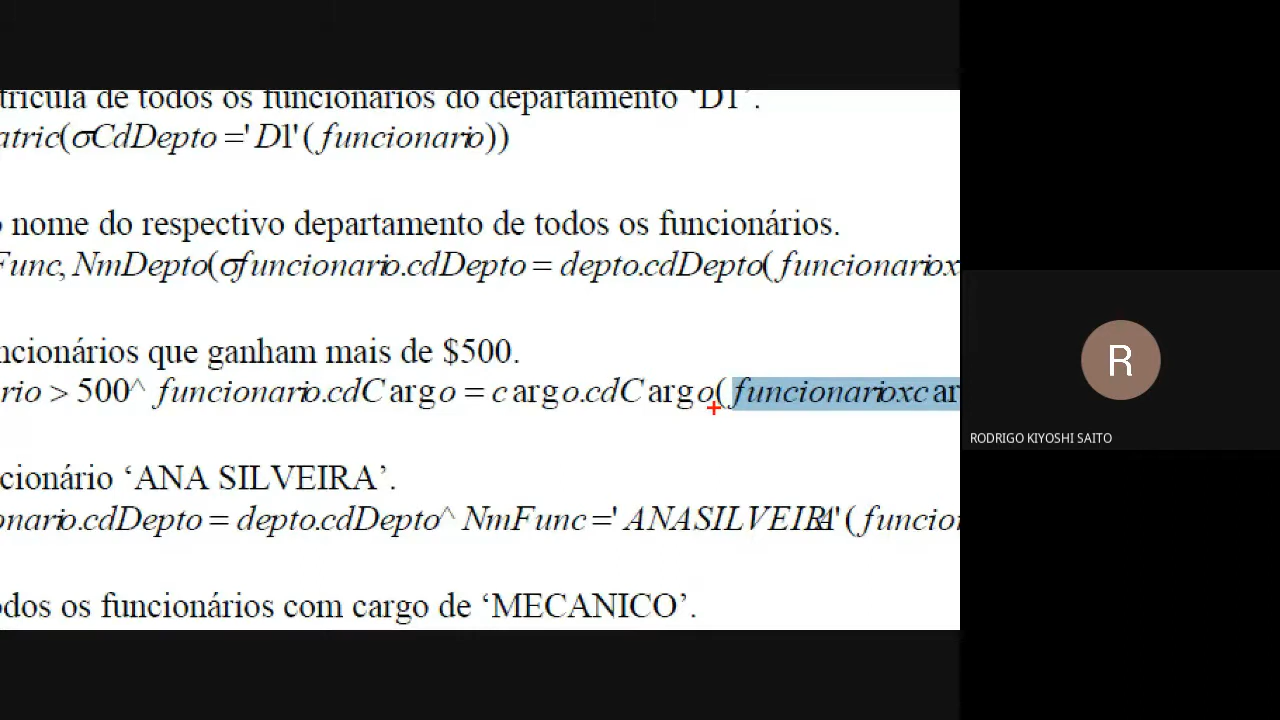 trícula de todos os funcionários do departamento ‘D1’.
atric(σCdDepto ='D1'(funcionario))
o nome do respectivo departamento de todos os funcionários.
Func, NmDepto(σfuncionario.cdDepto = depto.cdDepto(funcionariox
ncionários que ganham mais de $500.
rio > 500^ funcionario.cdCargo = cargo.cdCargo(funcionarioxcar
cionário ‘ANA SILVEIRA’.
onario.cdDepto = depto.cdDepto^ NmFunc ='ANASILVEIRA'(funcion
odos os funcionários com cargo de ‘MECANICO’.
R
RODRIGO KIYOSHI SAITO